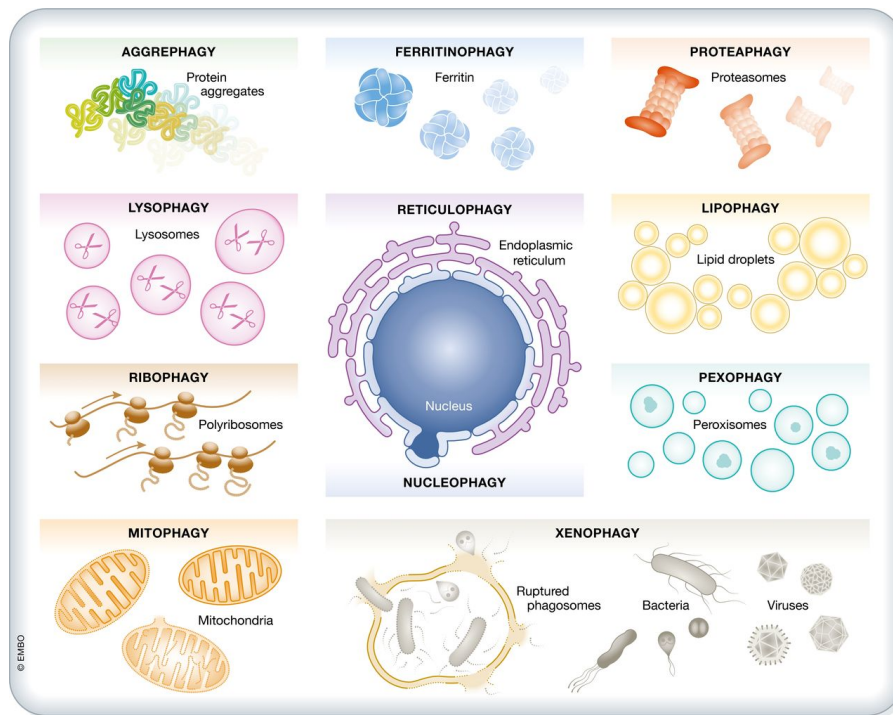 AGGREPHAGY
Protein
aggregates
FERRITINOPHAGY
Ferritin
PROTEAPHAGY
Proteasomes
LYSOPHAGY
Lysosomes
RETICULOPHAGY
Endoplasmic
reticulum
Nucleus
NUCLEOPHAGY
LIPOPHAGY
Lipid droplets
RIBOPHAGY
Polyribosomes
PEXOPHAGY
Peroxisomes
MITOPHAGY
Mitochondria
XENOPHAGY
Ruptured
phagosomes
Bacteria
Viruses
© EMBO